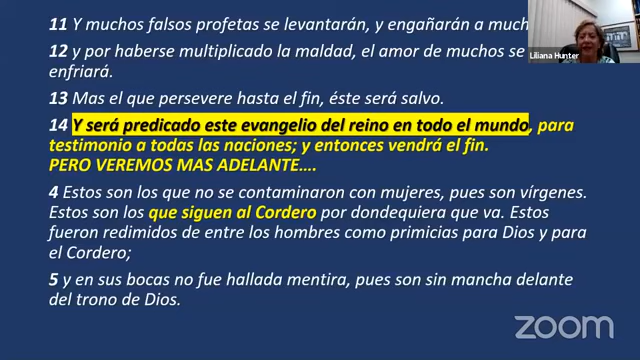 11 Y muchos falsos profetas se levantarán, y engañarán a much
12 y por haberse multiplicado la maldad, el amor de muchos se
enfriará.
13 Mas el que persevere hasta el fin, éste será salvo.
14 Y será predicado este evangelio del reino en todo el mundo, para
testimonio a todas las naciones; y entonces vendrá el fin.
PERO VEREMOS MAS ADELANTE….
4 Estos son los que no se contaminaron con mujeres, pues son vírgenes.
Estos son los que siguen al Cordero por dondequiera que va. Estos
fueron redimidos de entre los hombres como primicias para Dios y para
el Cordero;
5 y en sus bocas no fue hallada mentira, pues son sin mancha delante
del trono de Dios.
Liliana Hunter
zoom